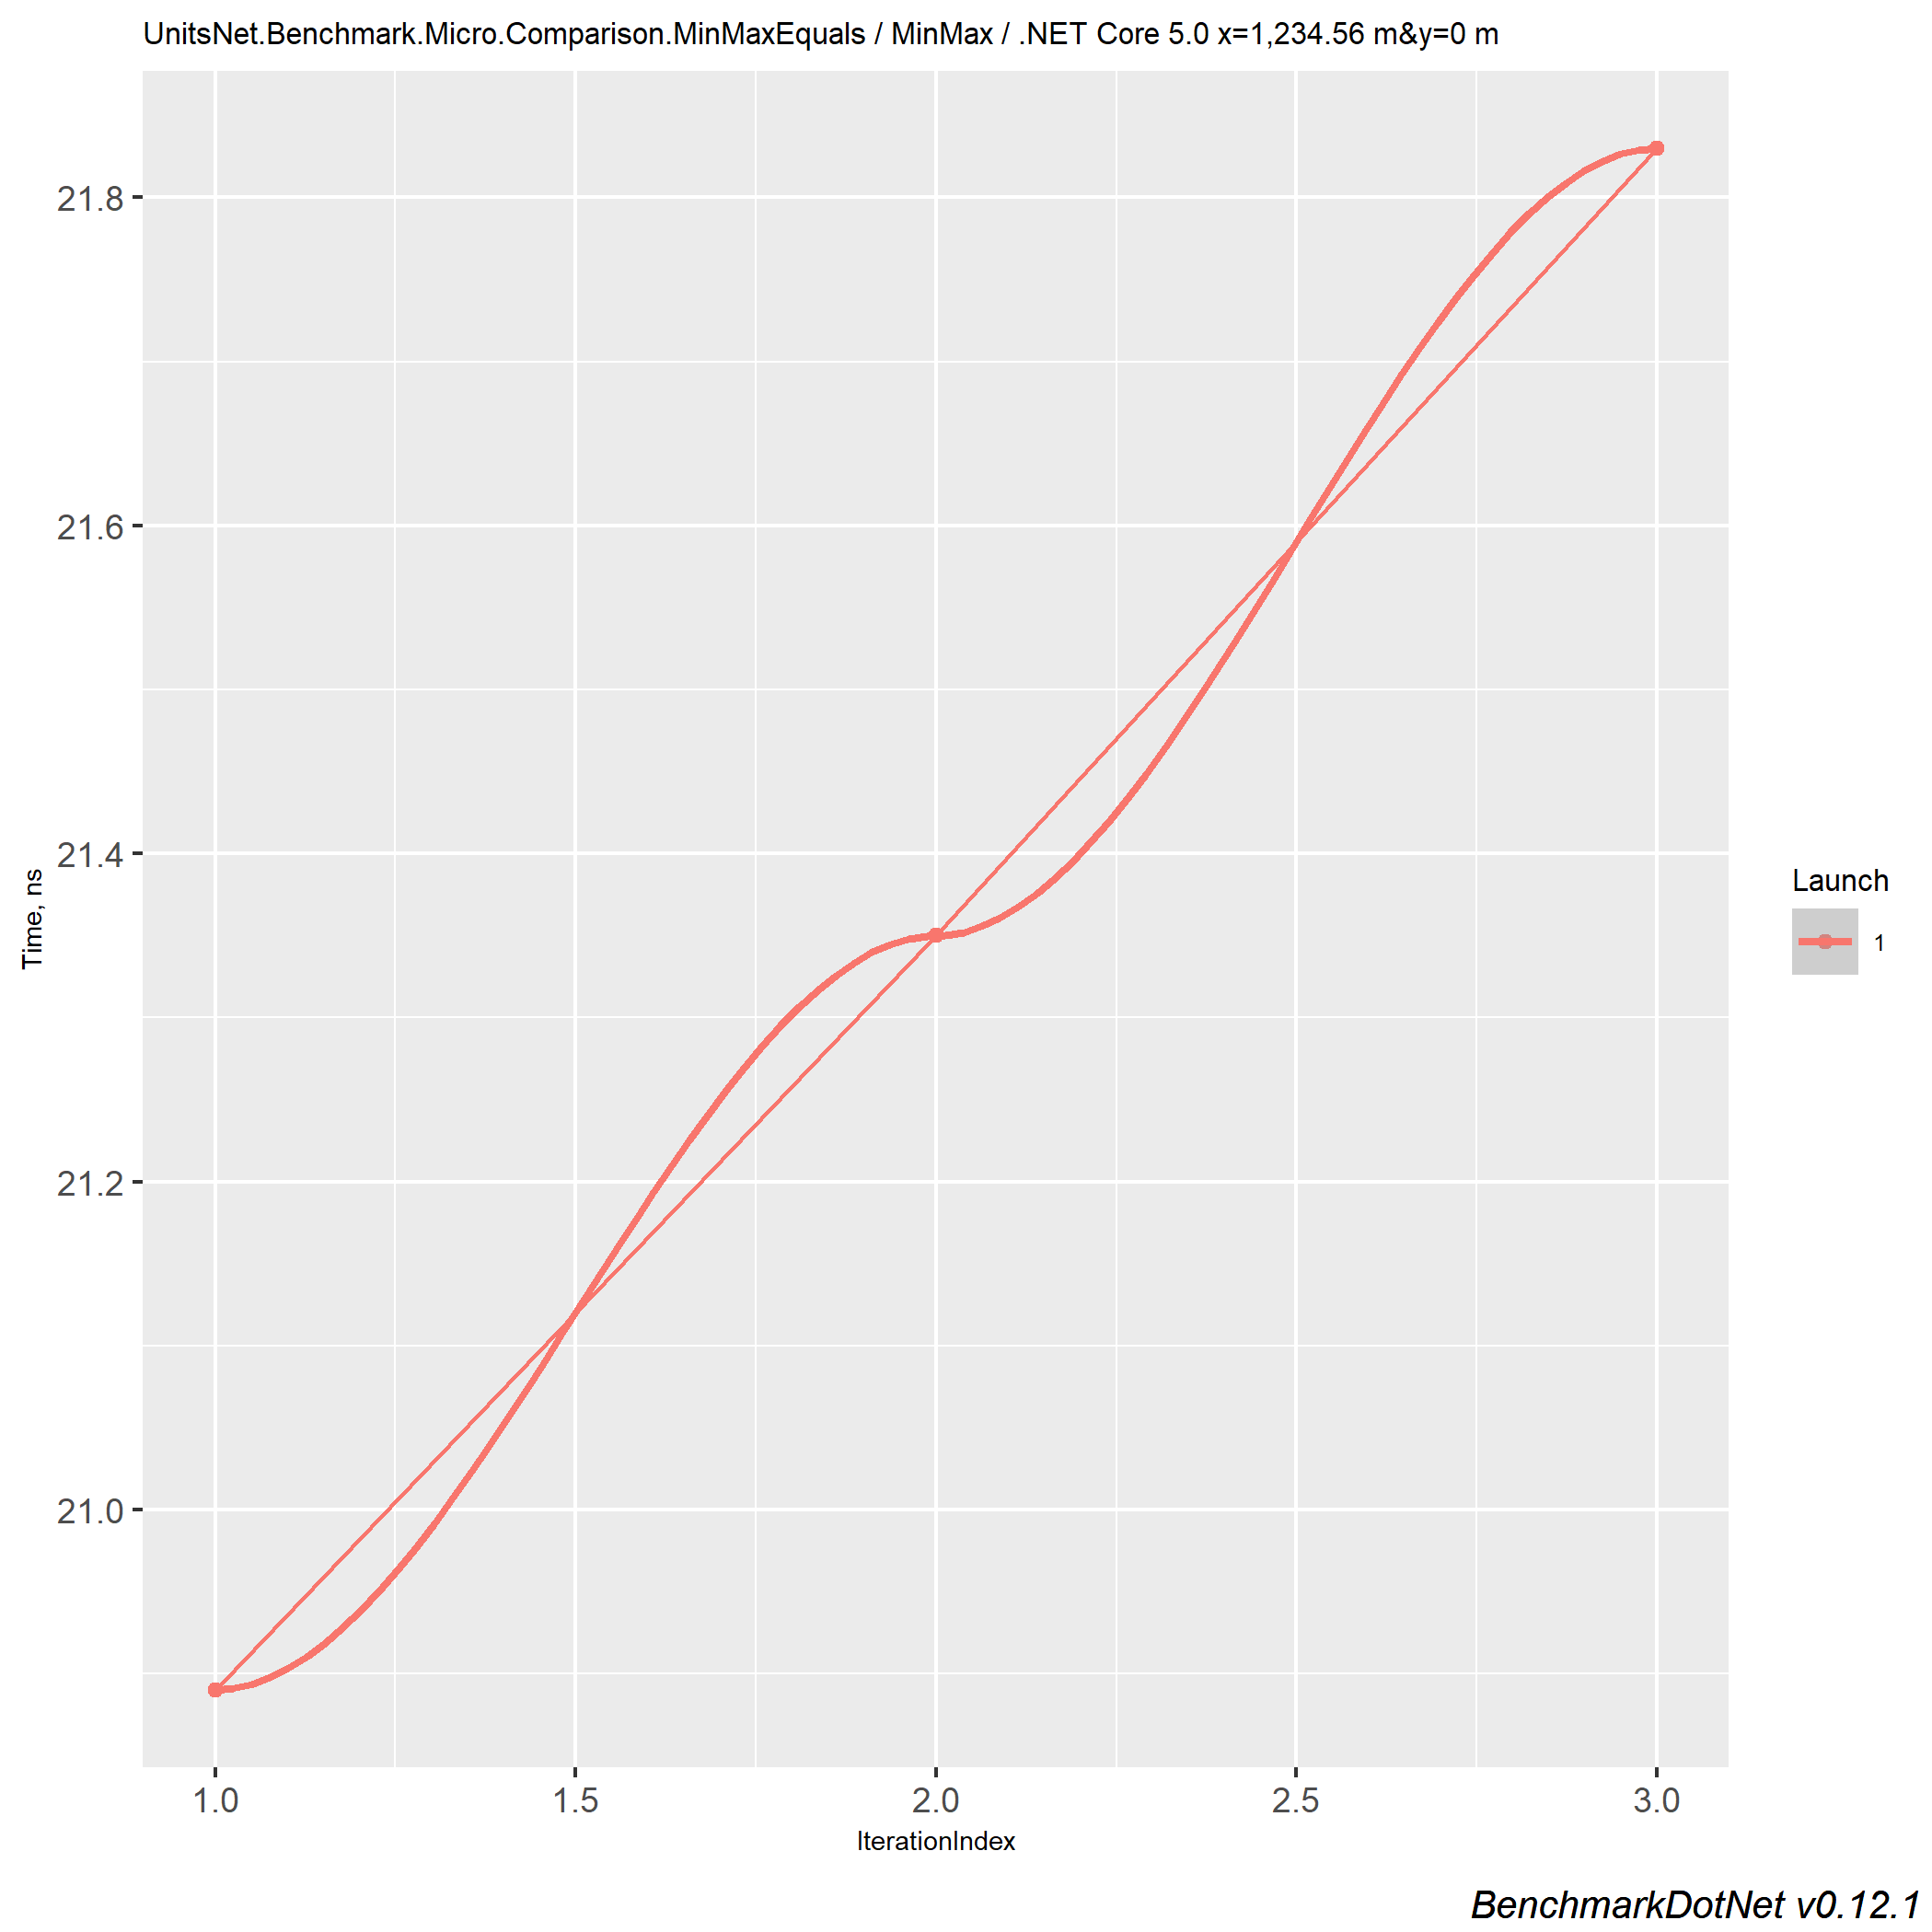 UnitsNet.Benchmark.Micro.Comparison.MinMaxEquals / MinMax / .NET Core 5.0 x=1,234.56 m&y=0 m
21.8
21.6
21.4
21.2
21.0
Time, ns
1.0 1.5 2.0 2.5 3.0
IterationIndex
Launch
1
BenchmarkDotNet v0.12.1